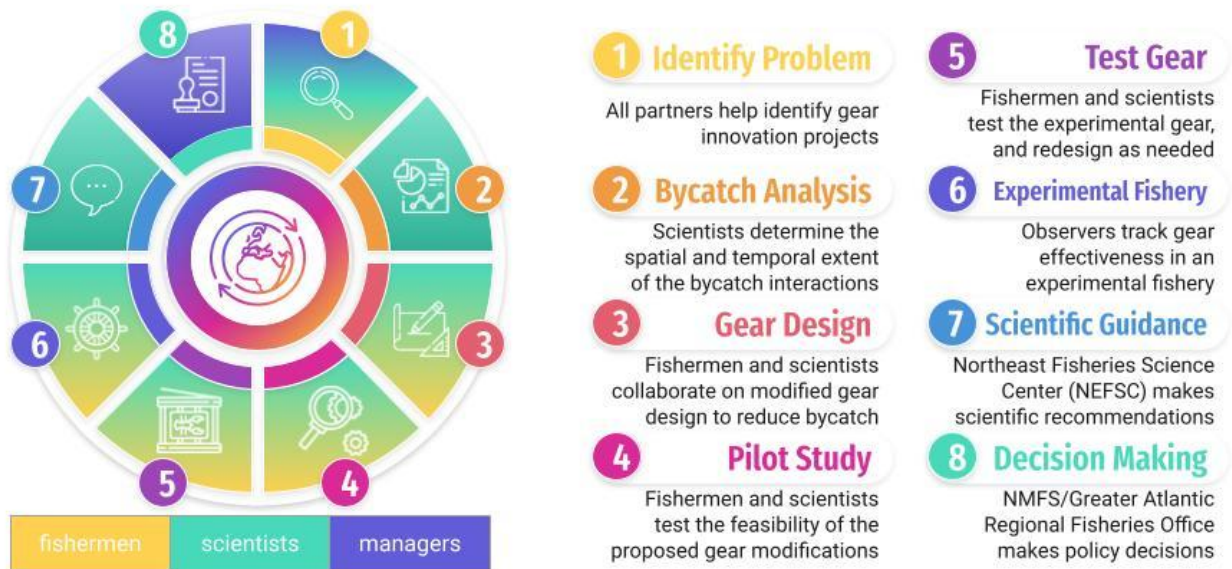 8
1
7
2
6
3
5
4
fishermen
scientists
managers
1 Identify Problem
All partners help identify gear
innovation projects
2 Bycatch Analysis
Scientists determine the
spatial and temporal extent
of the bycatch interactions
3 Gear Design
Fishermen and scientists
collaborate on modified gear
design to reduce bycatch
4 Pilot Study
Fishermen and scientists
test the feasibility of the
proposed gear modifications
5 Test Gear
Fishermen and scientists
test the experimental gear,
and redesign as needed
6 Experimental Fishery
Observers track gear
effectiveness in an
experimental fishery
7 Scientific Guidance
Northeast Fisheries Science
Center (NEFSC) makes
scientific recommendations
8 Decision Making
NMFS/Greater Atlantic
Regional Fisheries Office
makes policy decisions